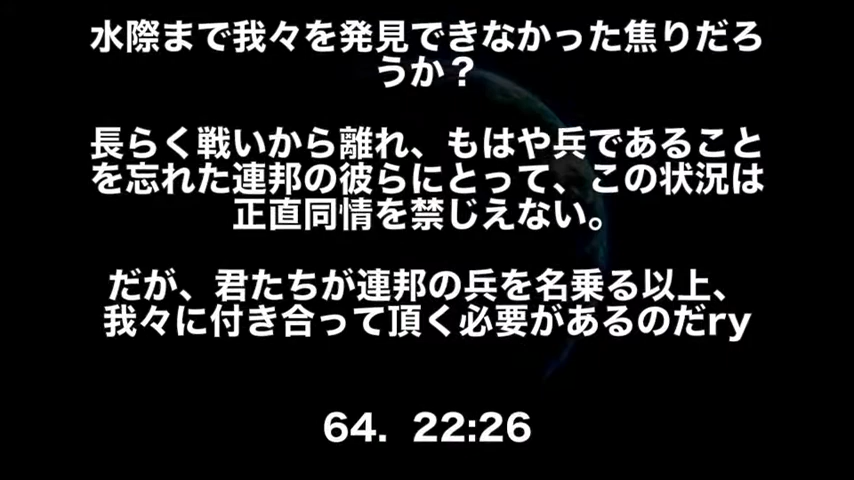 水際まで我々を発見できなかった焦りだろ
うか？
長らく戦いから離れ、もはや兵であること
を忘れた連邦の彼らにとって、この状況は
正直同情を禁じえない。
だが、君たちが連邦の兵を名乗る以上、
我々に付き合って頂く必要があるのだry
64. 22:26